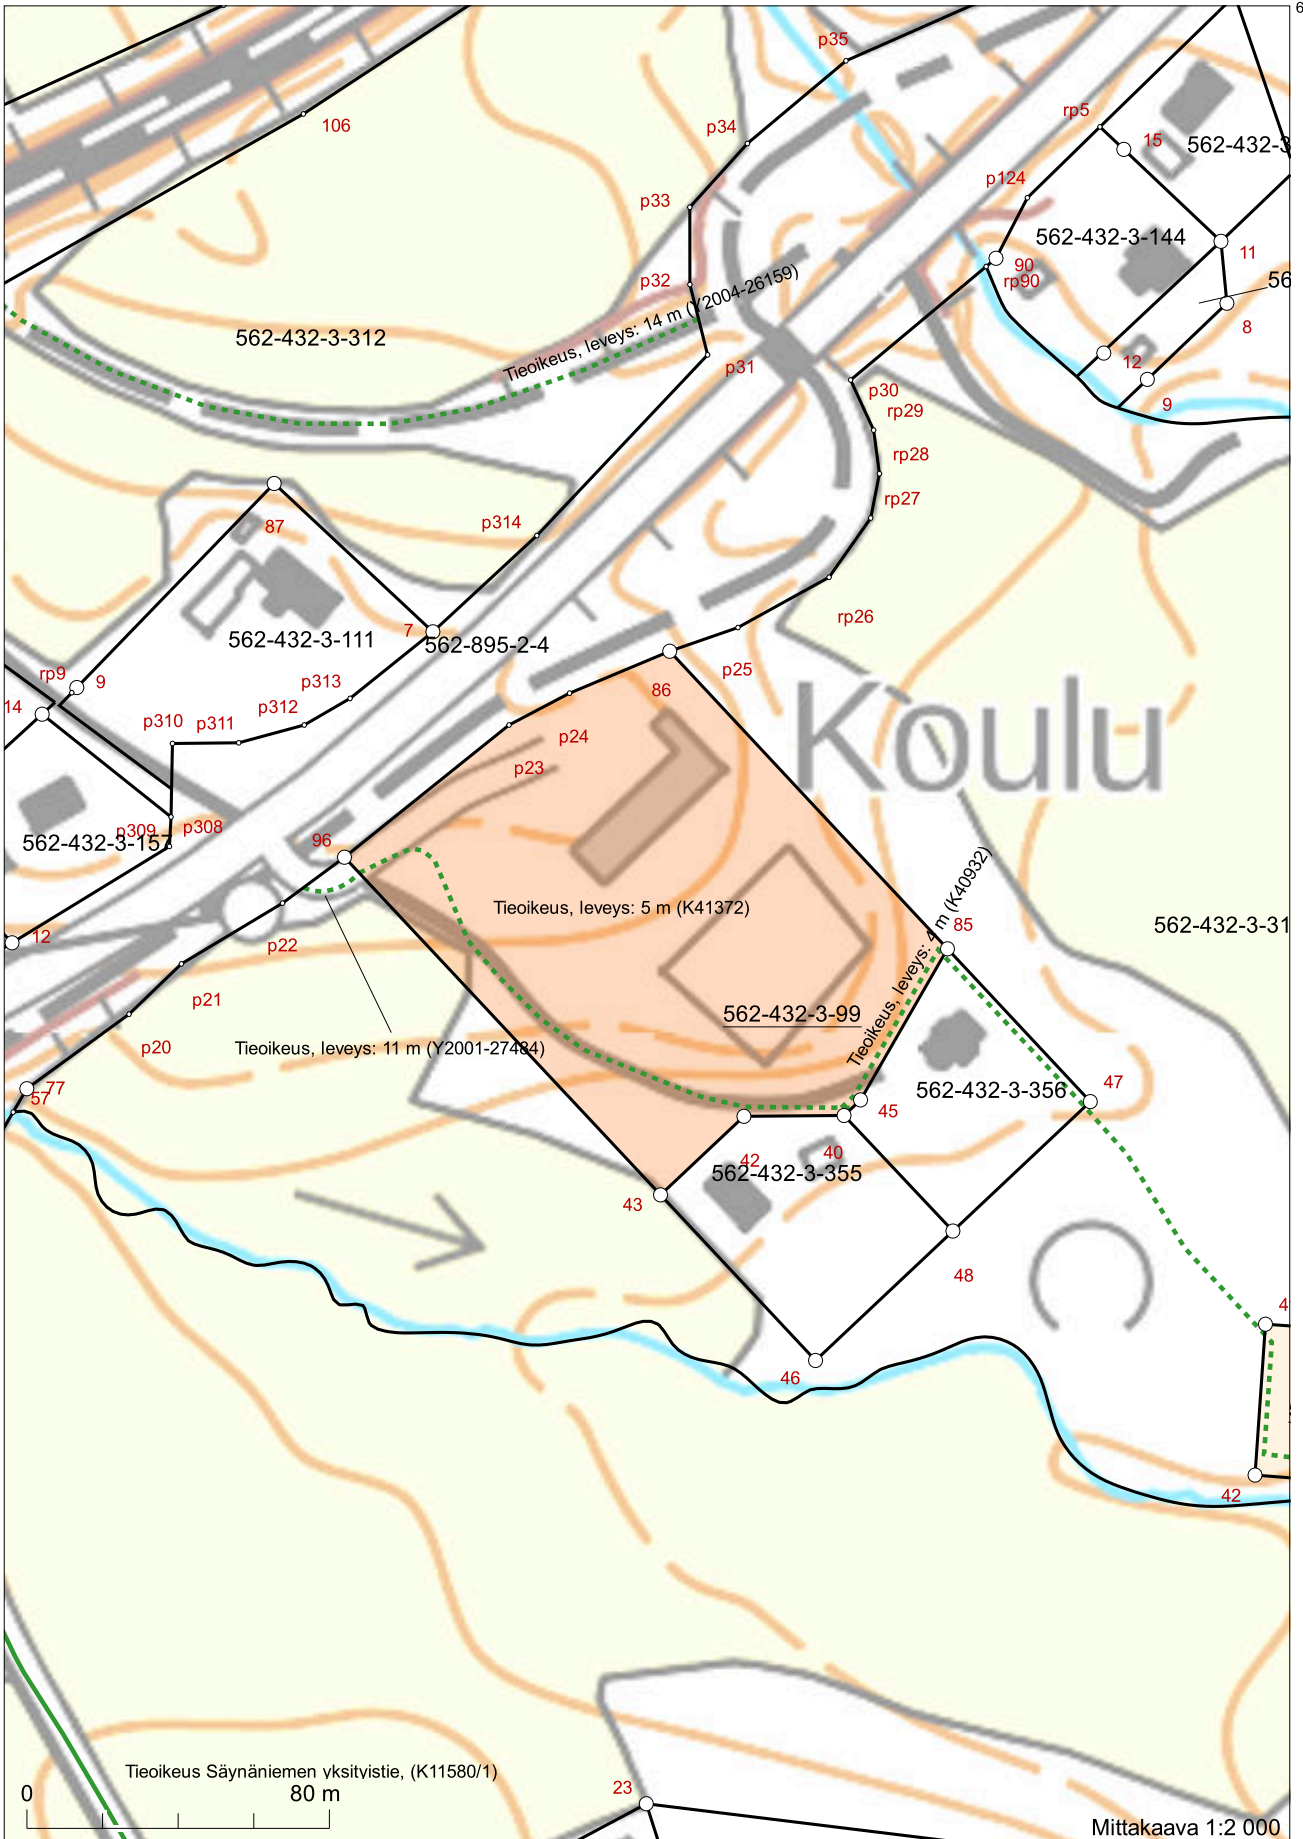 6
p35
106
p34
rp5
15
562-432-3
p124
p33
562-432-3-144
11
90
rp90
p32
56
Tieoikeus, leveys: 14 m (Y2004-26159)
8
562-432-3-312
p31
12
p30
9
rp29
rp28
p314
rp27
87
rp26
7
562-432-3-111
562-895-2-4
rp9
9
86
p25
14
p313
p312
p310
p311
p24
Koulu
p23
p309
p308
562-432-3-157
96
Tieoikeus, leveys: 5 m (K41372)
Tieoikeus, leveys: 4 m (K40932)
85
562-432-3-31
12
p22
p21
562-432-3-99
p20
Tieoikeus, leveys: 11 m (Y2001-27484)
77
57
562-432-3-356
47
45
42
40
562-432-3-355
43
48
4
46
42
Tieoikeus Säynäniemen yksityistie, (K11580/1)
0
80 m
23
Mittakaava 1:2 000